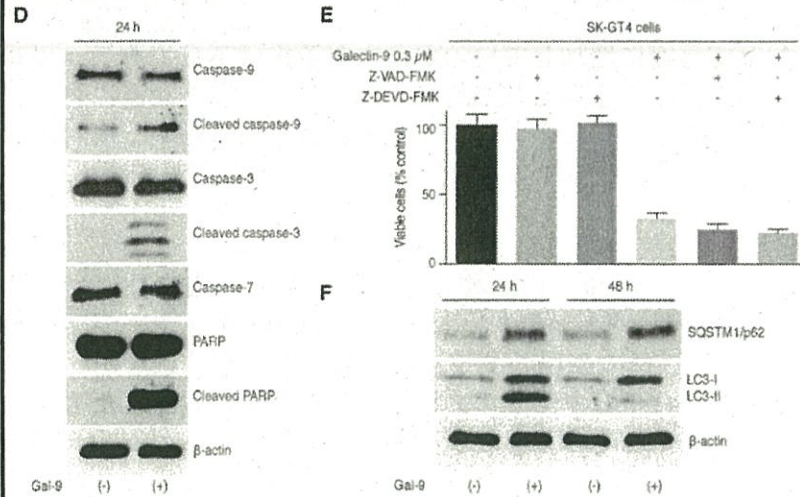 D
24 h
Caspase-9
Cleaved caspase-9
Caspase-3
Cleaved caspase-3
Caspase-7
PARP
Cleaved PARP
β-actin
Gal-9 (-) (+)
E
SK-GT4 cells
Galectin-9 0.3 μM - - - + + +
Z-VAD-FMK - + - - + -
Z-DEVD-FMK - - + - - +
Viable cells (% control)
100
50
0
F
24 h 48 h
SQSTM1/p62
LC3-I
LC3-II
β-actin
Gal-9 (-) (+) (-) (+)